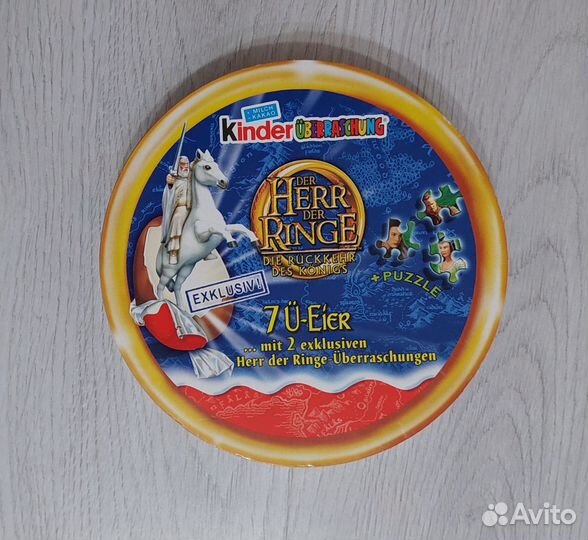 MILCH
KAKAO
kinder ÜBERRASCHUNG
DER
HERR
DER
RINGE
DIE RÜCKKEHR
DES KÖNIGS
+PUZZLE
EXKLUSIV!
7 Ü-EiER
... mit 2 exklusiven
Herr der Ringe-Überraschungen
Avito